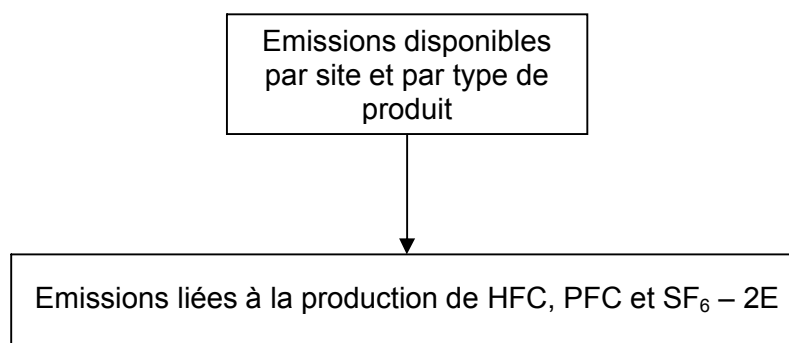 Emissions disponibles
par site et par type de
produit
Emissions liées à la production de HFC, PFC et SF₆ – 2E